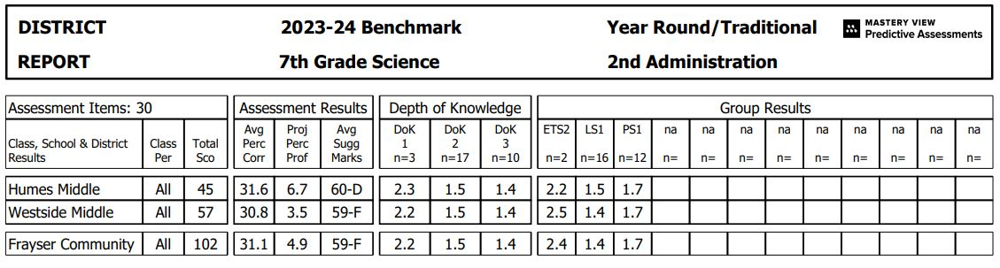 DISTRICT 2023-24 Benchmark Year Round/Traditional MASTERY VIEW
REPORT 7th Grade Science 2nd Administration Predictive Assessments
Assessment Items: 30 Assessment Results Depth of Knowledge Group Results
Class, School & District Results Class Per Total Sco Avg Perc Corr Proj Perc Prof Avg Sugg Marks DoK 1 n=3 DoK 2 n=17 DoK 3 n=10 ETS2 n=2 LS1 n=16 PS1 n=12 na n= na n= na n= na n= na n= na n= na n= na n= na n=
Humes Middle All 45 31.6 6.7 60-D 2.3 1.5 1.4 2.2 1.5 1.7
Westside Middle All 57 30.8 3.5 59-F 2.2 1.5 1.4 2.5 1.4 1.7
Frayser Community All 102 31.1 4.9 59-F 2.2 1.5 1.4 2.4 1.4 1.7